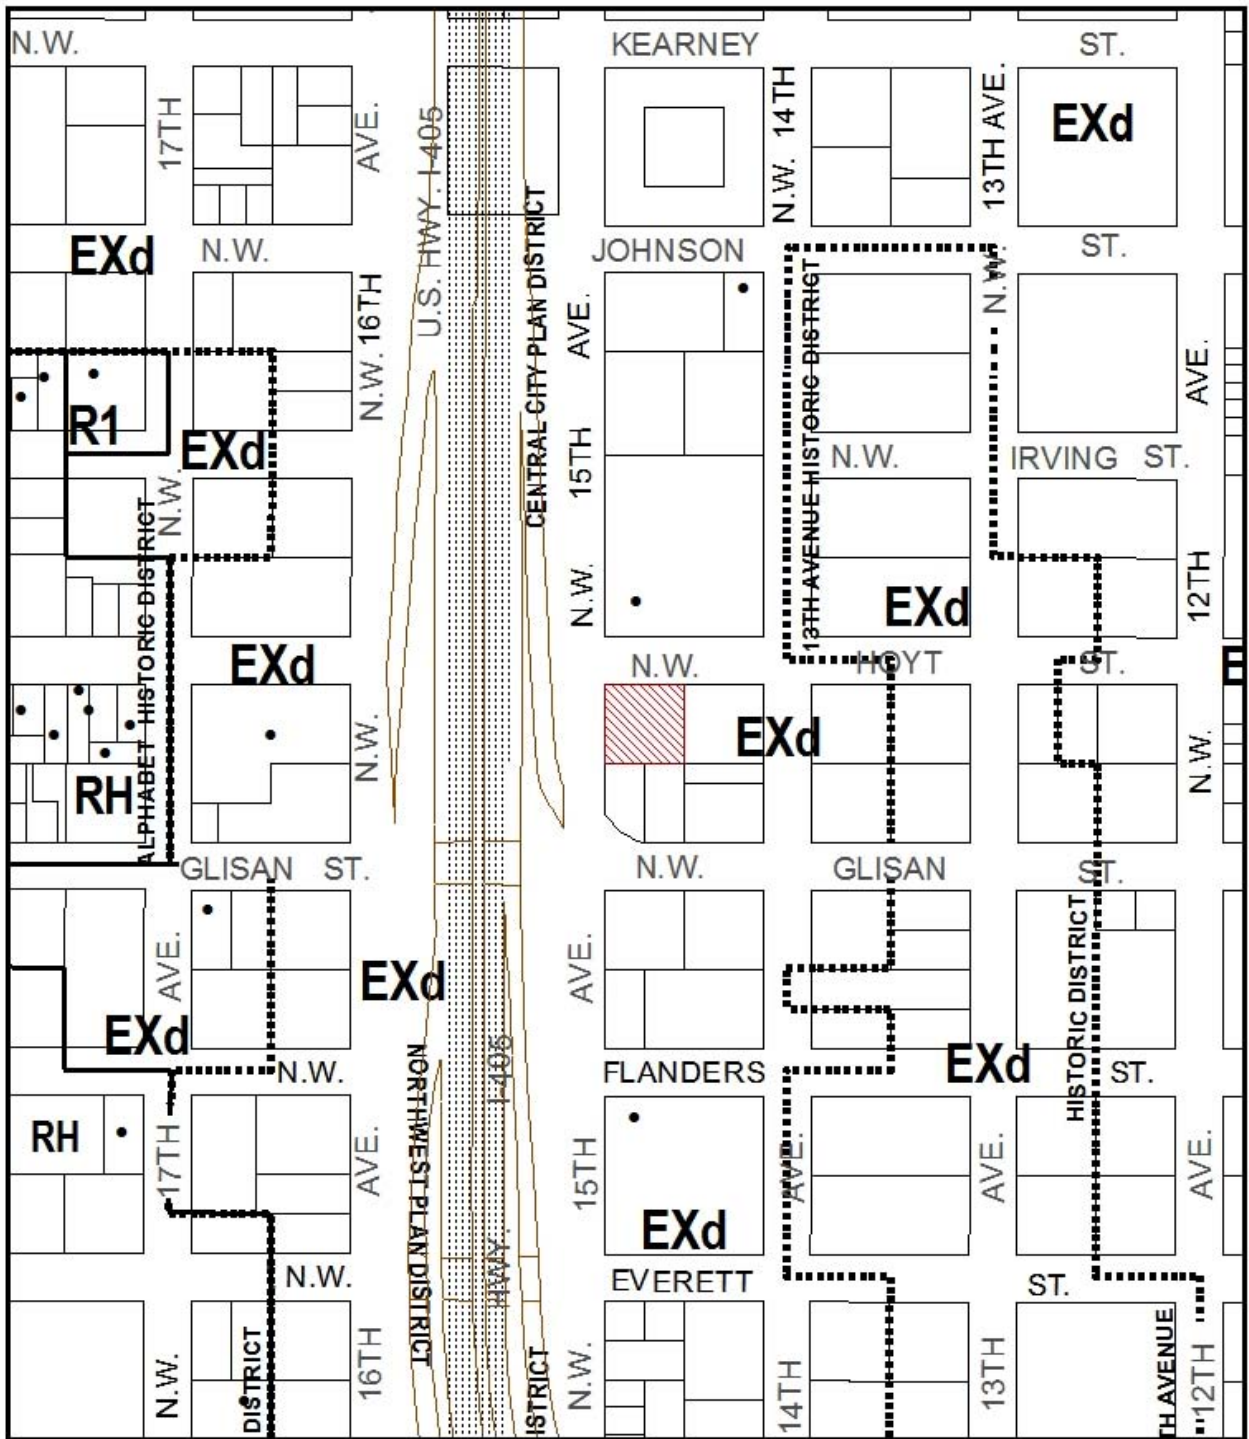 N.W.
KEARNEY
ST.
17TH
AVE.
U.S. HWY. I-405
N.W. 14TH
13TH AVE.
EXd
CENTRAL CITY PLAN DISTRICT
EXd
N.W.
JOHNSON
ST.
N.W.
N.W. 16TH
AVE.
13TH AVENUE HISTORIC DISTRICT
AVE.
R1
EXd
15TH
N.W.
IRVING ST.
N.W.
ALPHABET HISTORIC DISTRICT
N.W.
EXd
12TH
EXd
N.W.
HOYT
ST.
E
N.W.
EXd
N.W.
RH
GLISAN ST.
N.W.
GLISAN
ST.
AVE.
EXd
AVE.
HISTORIC DISTRICT
EXd
N.W.
I-405
FLANDERS
EXd
ST.
NORTHWEST PLAN DISTRICT
RH
17TH
AVE.
15TH
AVE.
AVE.
AVE.
EXd
HWY.
N.W.
EVERETT
ST.
N.W.
DISTRICT
16TH
ISTRICT
N.W.
14TH
13TH
TH AVENUE
12TH